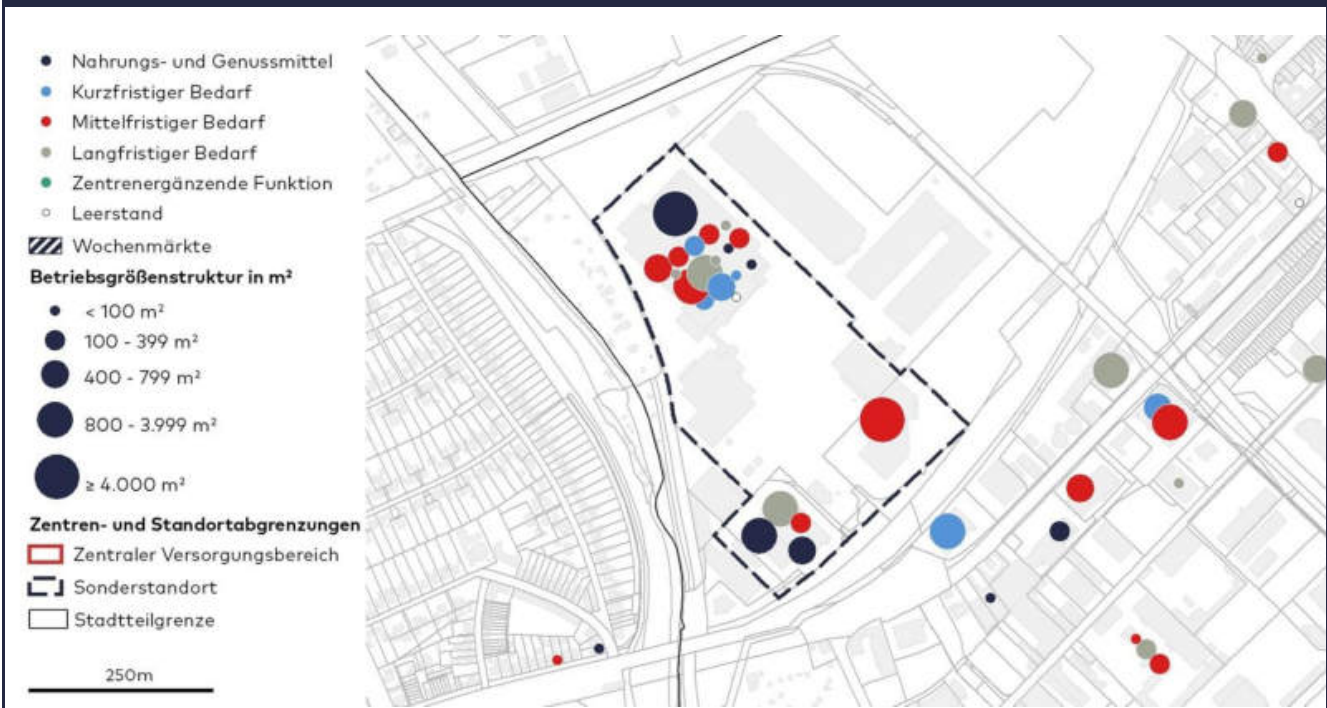 Nahrungs- und Genussmittel
Kurzfristiger Bedarf
Mittelfristiger Bedarf
Langfristiger Bedarf
Zentrenergänzende Funktion
Leerstand
Wochenmärkte
Betriebsgrößenstruktur in m²
< 100 m²
100 - 399 m²
400 - 799 m²
800 - 3.999 m²
≥ 4.000 m²
Zentren- und Standortabgrenzungen
Zentraler Versorgungsbereich
Sonderstandort
Stadtteilgrenze
250m